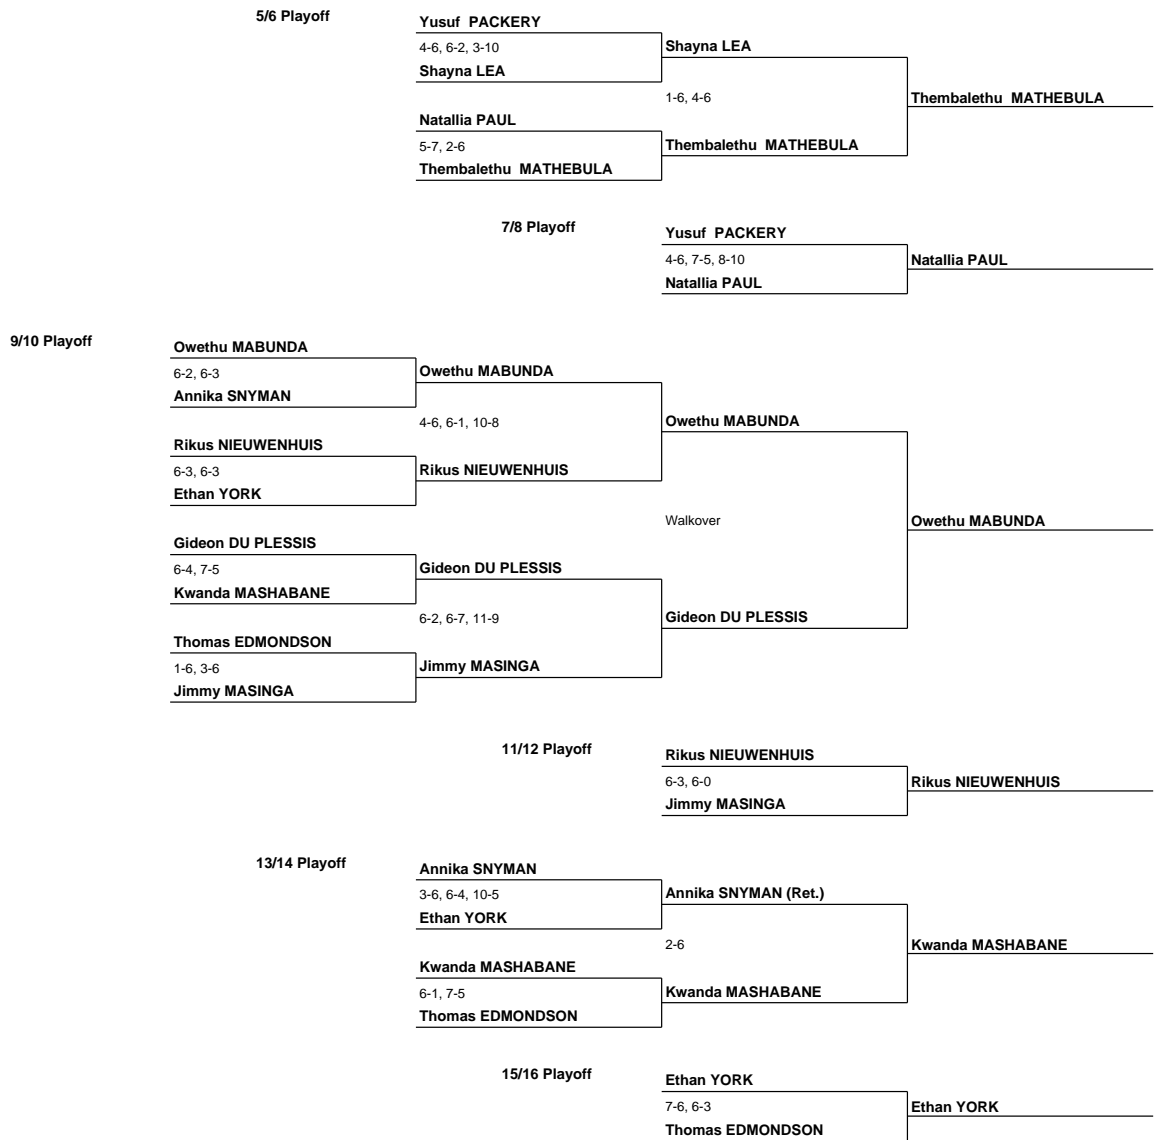 5/6 Playoff
Yusuf  PACKERY
4-6, 6-2, 3-10
Shayna LEA
Shayna LEA
1-6, 4-6
Thembalethu  MATHEBULA
Natallia PAUL
5-7, 2-6
Thembalethu  MATHEBULA
Thembalethu  MATHEBULA
7/8 Playoff
Yusuf  PACKERY
4-6, 7-5, 8-10
Natallia PAUL
Natallia PAUL
9/10 Playoff
Owethu MABUNDA
6-2, 6-3
Owethu MABUNDA
Annika SNYMAN
4-6, 6-1, 10-8
Owethu MABUNDA
Rikus NIEUWENHUIS
6-3, 6-3
Rikus NIEUWENHUIS
Ethan YORK
Walkover
Owethu MABUNDA
Gideon DU PLESSIS
6-4, 7-5
Gideon DU PLESSIS
Kwanda MASHABANE
6-2, 6-7, 11-9
Gideon DU PLESSIS
Thomas EDMONDSON
1-6, 3-6
Jimmy MASINGA
Jimmy MASINGA
11/12 Playoff
Rikus NIEUWENHUIS
6-3, 6-0
Rikus NIEUWENHUIS
Jimmy MASINGA
13/14 Playoff
Annika SNYMAN
3-6, 6-4, 10-5
Annika SNYMAN (Ret.)
Ethan YORK
2-6
Kwanda MASHABANE
Kwanda MASHABANE
6-1, 7-5
Kwanda MASHABANE
Thomas EDMONDSON
15/16 Playoff
Ethan YORK
7-6, 6-3
Ethan YORK
Thomas EDMONDSON